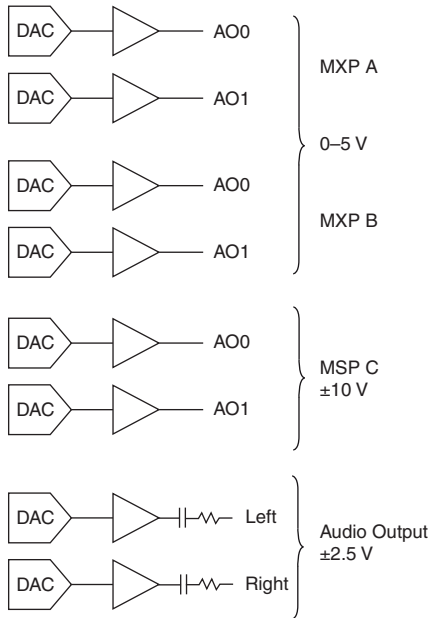 DAC AO0
MXP A
DAC AO1
0–5 V
DAC AO0
MXP B
DAC AO1
DAC AO0
MSP C
±10 V
DAC AO1
DAC Left
Audio Output
±2.5 V
DAC Right